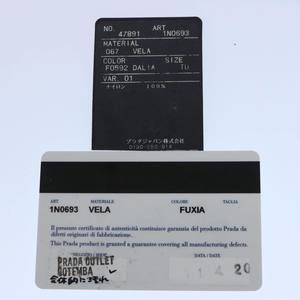 NO. ART
47891 1N0693
MATERIAL
067 VELA
COLOR SIZE
F0592 DALIA TU
VAR. 01
ナイロン 100%
プラダジャパン株式会社
ART MATERIALE COLORE TAGLIA
1N0693 VELA FUXIA
Il presente certificato di autenticità costituisce garanzia del prodotto Prada da
difetti originari di fabbricazione.
This Prada product is granted a guarantee covering all manufacturing defects.
DATA / DATE
PRADA OUTLET
GOTEMBA
4 20